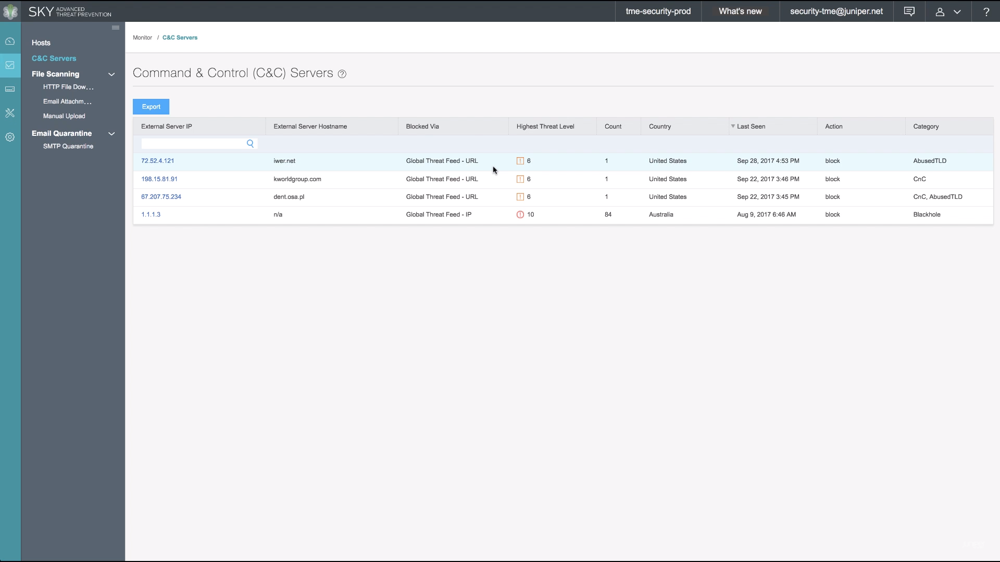 SKY ADVANCED THREAT PREVENTION
tme-security-prod
What's new
security-tme@juniper.net
?
Hosts
C&C Servers
File Scanning
HTTP File Dow...
Email Attachm...
Manual Upload
Email Quarantine
SMTP Quarantine
Monitor / C&C Servers
Command & Control (C&C) Servers ?
Export
External Server IP External Server Hostname Blocked Via Highest Threat Level Count Country Last Seen Action Category
72.52.4.121 iwer.net Global Threat Feed - URL 6 1 United States Sep 28, 2017 4:53 PM block AbusedTLD
198.15.81.91 kworldgroup.com Global Threat Feed - URL 6 1 United States Sep 22, 2017 3:46 PM block CnC
67.207.75.234 dent.osa.pl Global Threat Feed - URL 6 1 United States Sep 22, 2017 3:45 PM block CnC, AbusedTLD
1.1.1.3 n/a Global Threat Feed - IP 10 84 Australia Aug 9, 2017 6:46 AM block Blackhole